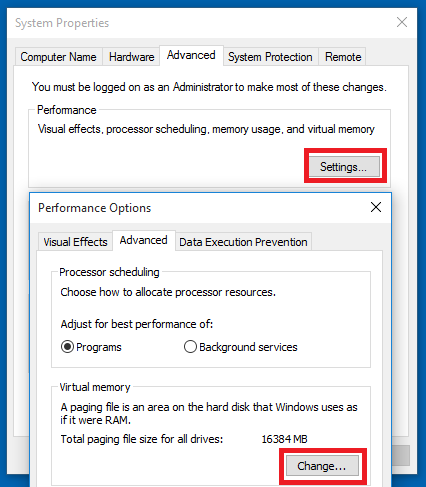 System Properties
Computer Name Hardware Advanced System Protection Remote
You must be logged on as an Administrator to make most of these changes.
Performance
Visual effects, processor scheduling, memory usage, and virtual memory
Settings...
Performance Options
Visual Effects Advanced Data Execution Prevention
Processor scheduling
Choose how to allocate processor resources.
Adjust for best performance of:
Programs Background services
Virtual memory
A paging file is an area on the hard disk that Windows uses as
if it were RAM.
Total paging file size for all drives: 16384 MB
Change...